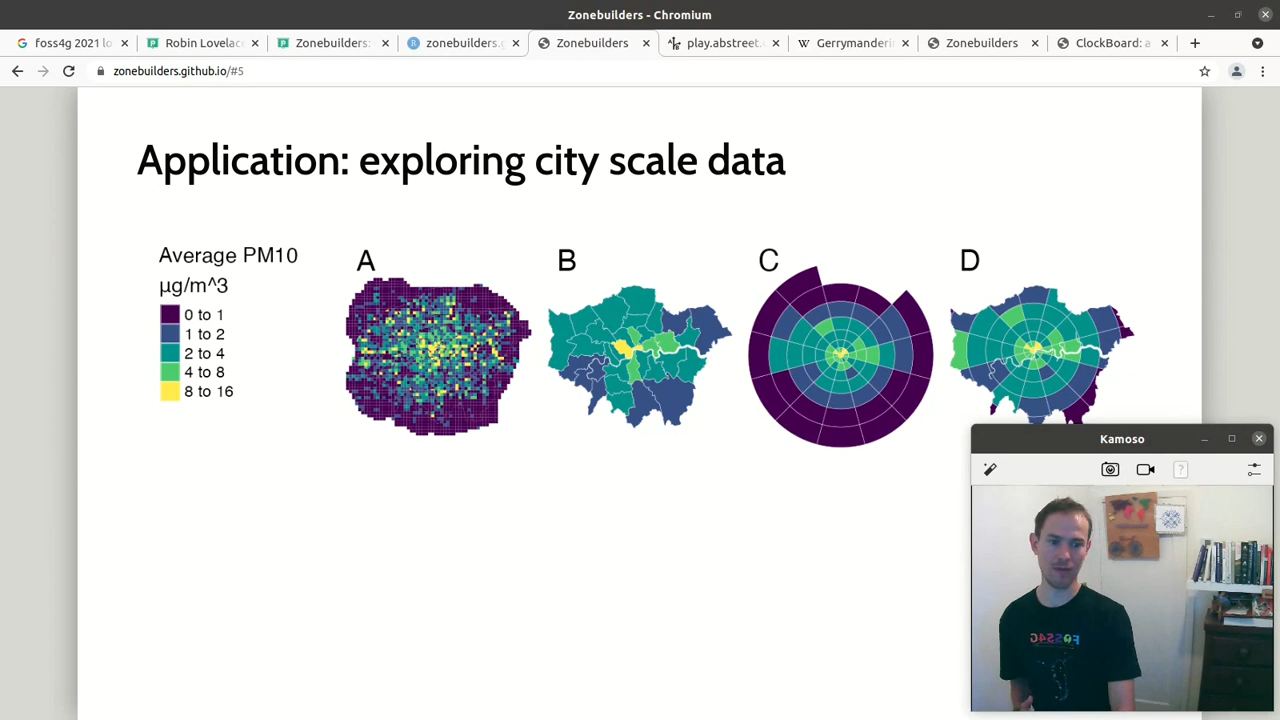 Zonebuilders - Chromium
foss4g 2021 lo
Robin Lovelac
Zonebuilders:
zonebuilders.g
Zonebuilders
play.abstreet.
Gerrymanderin
Zonebuilders
ClockBoard: a
zonebuilders.github.io/#5
Application: exploring city scale data
Average PM10
μg/m^3
0 to 1
1 to 2
2 to 4
4 to 8
8 to 16
A
B
C
D
Kamoso
FOSS4G